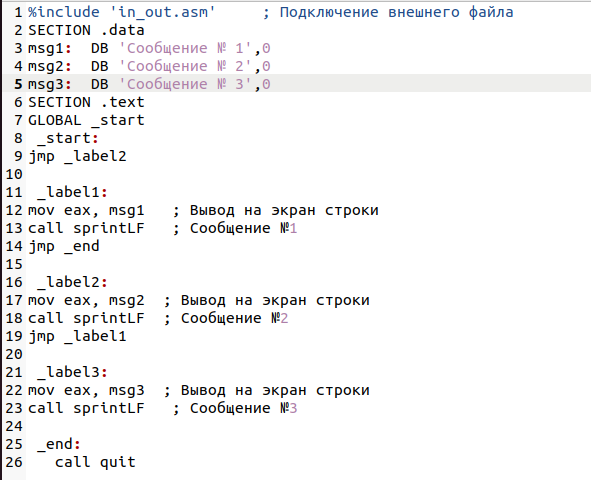 1 %include 'in_out.asm'     ; Подключение внешнего файла
2 SECTION .data
3 msg1:  DB 'Сообщение № 1',0
4 msg2:  DB 'Сообщение № 2',0
5 msg3:  DB 'Сообщение № 3',0
6 SECTION .text
7 GLOBAL _start
8  _start:
9 jmp _label2
10
11  _label1:
12 mov eax, msg1   ; Вывод на экран строки
13 call sprintLF   ; Сообщение №1
14 jmp _end
15
16  _label2:
17 mov eax, msg2  ; Вывод на экран строки
18 call sprintLF  ; Сообщение №2
19 jmp _label1
20
21  _label3:
22 mov eax, msg3  ; Вывод на экран строки
23 call sprintLF   ; Сообщение №3
24
25  _end:
26    call quit